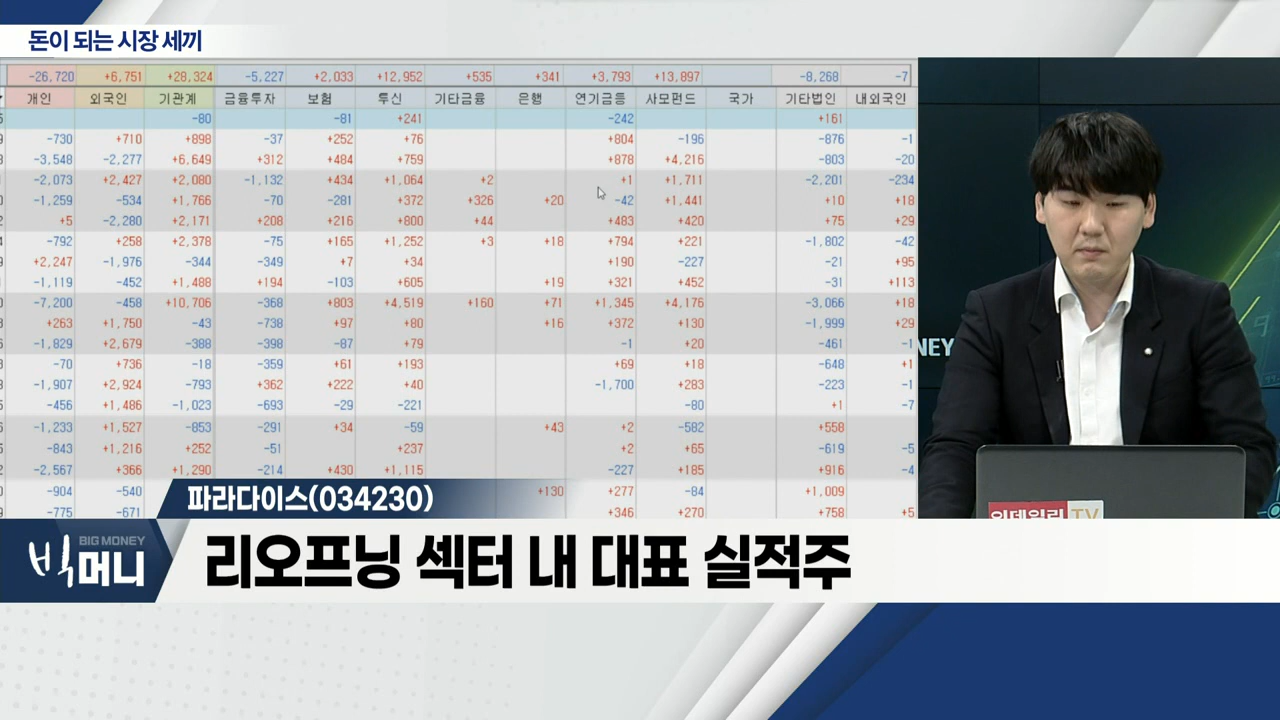 돈이 되는 시장 세끼
-26,720 +6,751 +28,324 -5,227 +2,033 +12,952 +535 +341 +3,793 +13,897 -8,268 -7
개인 외국인 기관계 금융투자 보험 투신 기타금융 은행 연기금등 사모펀드 국가 기타법인 내외국인
-80 -81 +241 -242 +161
-730 +710 +898 -37 +252 +76 +804 -196 -876 -1
-3,548 -2,277 +6,649 +312 +484 +759 +878 +4,216 -803 -20
-2,073 +2,427 +2,080 -1,132 +434 +1,064 +2 +1 +1,711 -2,201 -234
-1,259 -534 +1,766 -70 -281 +372 +326 +20 -42 +1,441 +10 +18
+5 -2,280 +2,171 +208 +216 +800 +44 +483 +420 +75 +29
-792 +258 +2,378 -75 +165 +1,252 +3 +18 +794 +221 -1,802 -42
+2,247 -1,976 -344 -349 +7 +34 +190 -227 -21 +95
-1,119 -452 +1,488 +194 -103 +605 +19 +321 +452 -31 +113
-7,200 -458 +10,706 -368 +803 +4,519 +160 +71 +1,345 +4,176 -3,066 +18
+263 +1,750 -43 -738 +97 +80 +16 +372 +130 -1,999 +29
-1,829 +2,679 -388 -398 -87 +79 -1 +20 -461 -1
-70 +736 -18 -359 +61 +193 +69 +18 -648 +1
-1,907 +2,924 -793 +362 +222 +40 -1,700 +283 -223 -1
-456 +1,486 -1,023 -693 -29 -221 -80 +1 -7
-1,233 +1,527 -853 -291 +34 -59 +43 +2 -582 +558
-843 +1,216 +252 -51 +237 +2 +65 -619 -5
-2,567 +366 +1,290 -214 +430 +1,115 -227 +185 +916 -4
-904 -540 +130 +277 -84 +1,009
-775 -671 +346 +270 +758 +5
NEY
TV
파라다이스(034230)
BIG MONEY
빅머니
리오프닝 섹터 내 대표 실적주